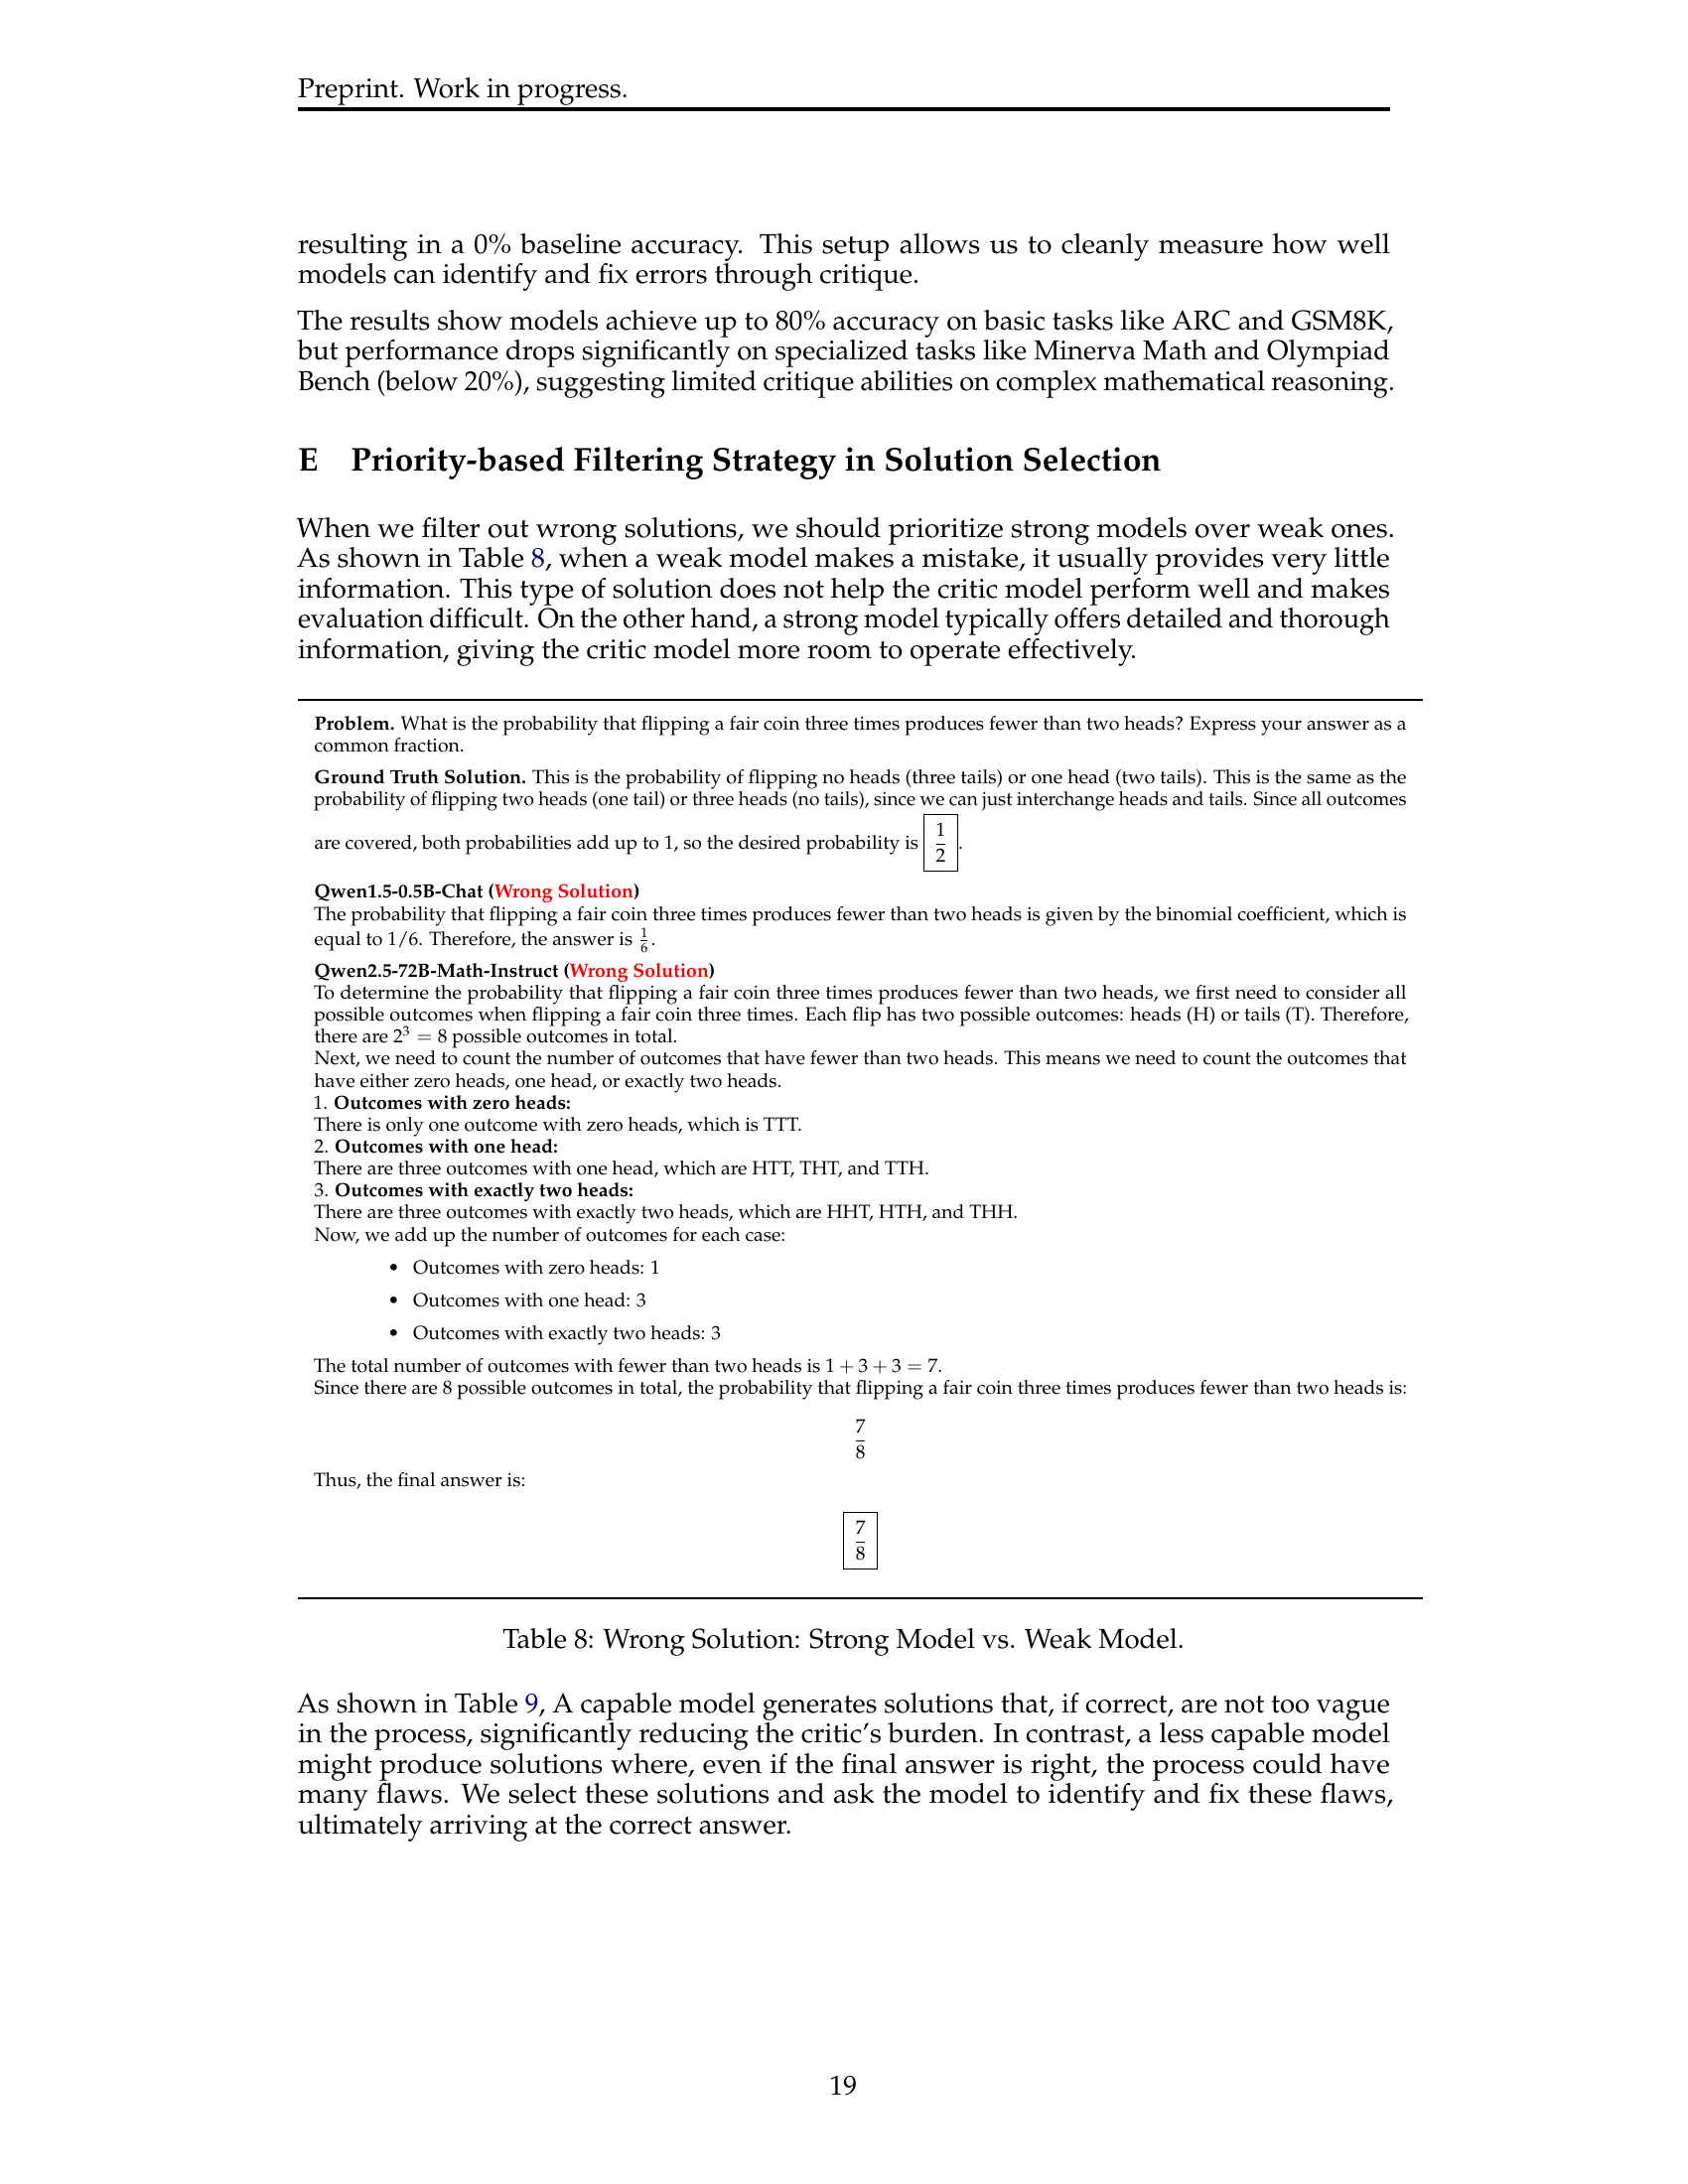 Preprint. Work in progress.
resulting in a 0% baseline accuracy. This setup allows us to cleanly measure how well
models can identify and fix errors through critique.
The results show models achieve up to 80% accuracy on basic tasks like ARC and GSM8K,
but performance drops significantly on specialized tasks like Minerva Math and Olympiad
Bench (below 20%), suggesting limited critique abilities on complex mathematical reasoning.
E Priority-based Filtering Strategy in Solution Selection
When we filter out wrong solutions, we should prioritize strong models over weak ones.
As shown in Table 8, when a weak model makes a mistake, it usually provides very little
information. This type of solution does not help the critic model perform well and makes
evaluation difficult. On the other hand, a strong model typically offers detailed and thorough
information, giving the critic model more room to operate effectively.
Problem. What is the probability that flipping a fair coin three times produces fewer than two heads? Express your answer as a
common fraction.
Ground Truth Solution. This is the probability of flipping no heads (three tails) or one head (two tails). This is the same as the
probability of flipping two heads (one tail) or three heads (no tails), since we can just interchange heads and tails. Since all outcomes
are covered, both probabilities add up to 1, so the desired probability is 1/2.
Qwen1.5-0.5B-Chat (Wrong Solution)
The probability that flipping a fair coin three times produces fewer than two heads is given by the binomial coefficient, which is
equal to 1/6. Therefore, the answer is 1/6.
Qwen2.5-72B-Math-Instruct (Wrong Solution)
To determine the probability that flipping a fair coin three times produces fewer than two heads, we first need to consider all
possible outcomes when flipping a fair coin three times. Each flip has two possible outcomes: heads (H) or tails (T). Therefore,
there are 2³ = 8 possible outcomes in total.
Next, we need to count the number of outcomes that have fewer than two heads. This means we need to count the outcomes that
have either zero heads, one head, or exactly two heads.
1. Outcomes with zero heads:
There is only one outcome with zero heads, which is TTT.
2. Outcomes with one head:
There are three outcomes with one head, which are HTT, THT, and TTH.
3. Outcomes with exactly two heads:
There are three outcomes with exactly two heads, which are HHT, HTH, and THH.
Now, we add up the number of outcomes for each case:
• Outcomes with zero heads: 1
• Outcomes with one head: 3
• Outcomes with exactly two heads: 3
The total number of outcomes with fewer than two heads is 1 + 3 + 3 = 7.
Since there are 8 possible outcomes in total, the probability that flipping a fair coin three times produces fewer than two heads is:
7/8
Thus, the final answer is:
7/8
Table 8: Wrong Solution: Strong Model vs. Weak Model.
As shown in Table 9, A capable model generates solutions that, if correct, are not too vague
in the process, significantly reducing the critic's burden. In contrast, a less capable model
might produce solutions where, even if the final answer is right, the process could have
many flaws. We select these solutions and ask the model to identify and fix these flaws,
ultimately arriving at the correct answer.
19